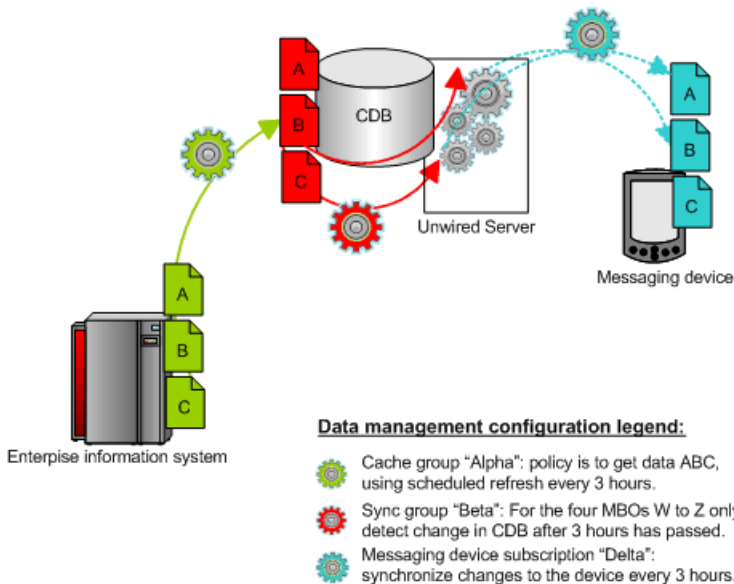 A
B
C
CDB
Unwired Server
A
B
C
Messaging device
A
B
C
Enterpise information system
Data management configuration legend:
Cache group “Alpha”: policy is to get data ABC,
using scheduled refresh every 3 hours.
Sync group “Beta”: For the four MBOs W to Z only
detect change in CDB after 3 hours has passed.
Messaging device subscription “Delta”:
synchronize changes to the device every 3 hours